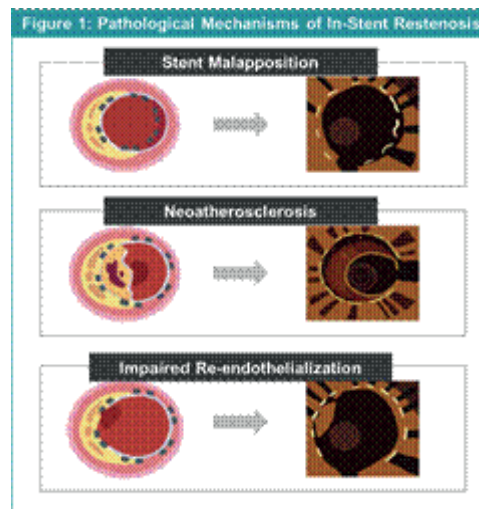 Figure 1: Pathological Mechanisms of In-Stent Restenosis
Stent Malapposition
Neoatherosclerosis
Impaired Re-endothelialization